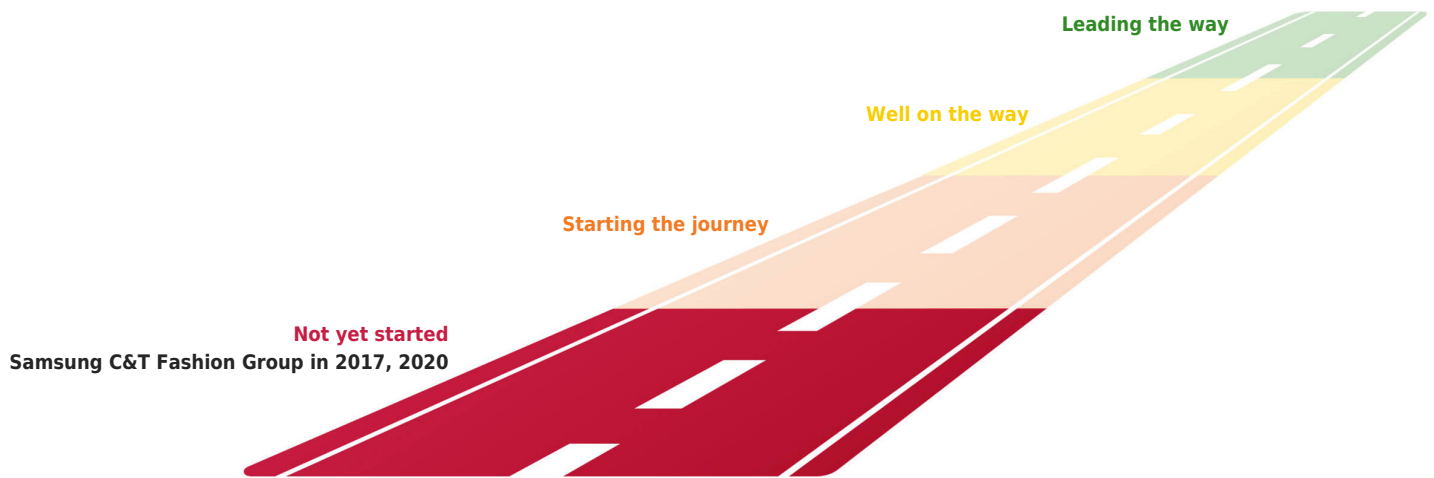 Leading the way
Well on the way
Starting the journey
Not yet started
Samsung C&T Fashion Group in 2017, 2020